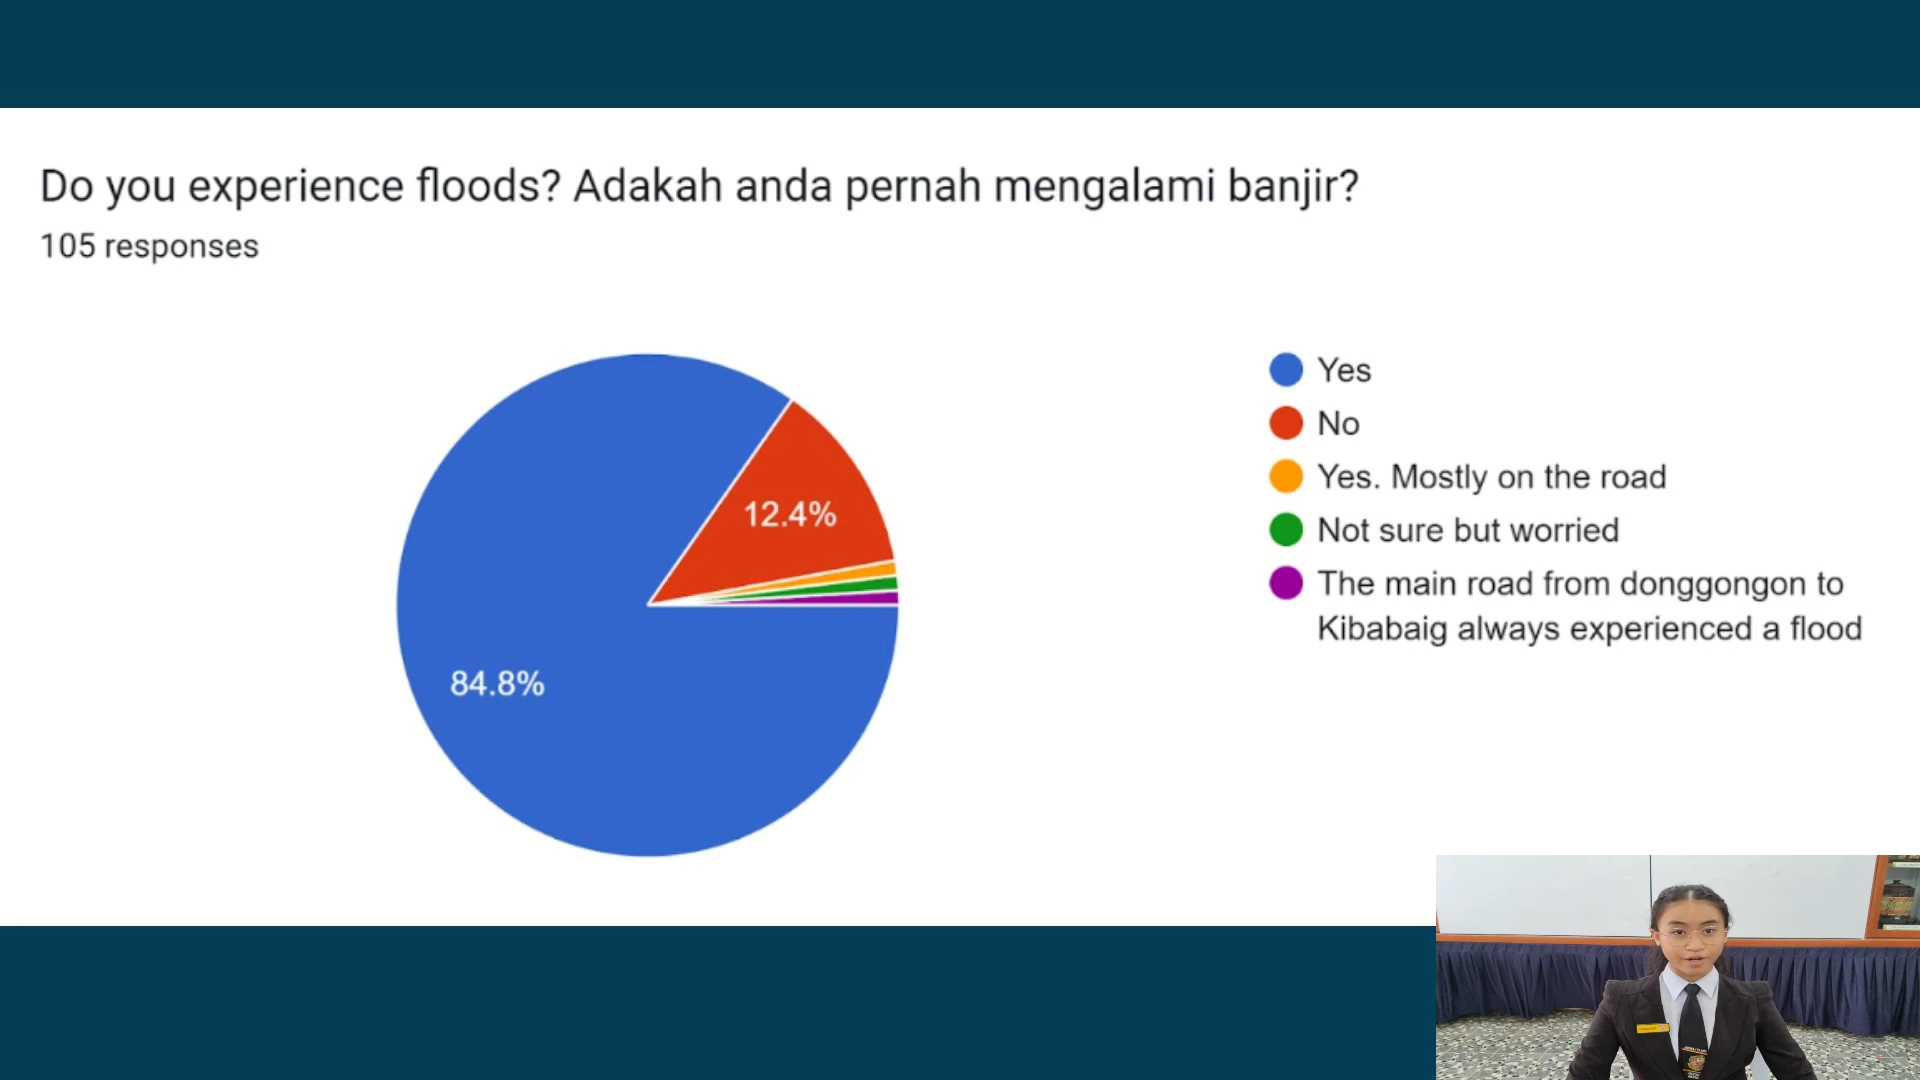 Do you experience floods? Adakah anda pernah mengalami banjir?
105 responses
12.4%
84.8%
Yes
No
Yes. Mostly on the road
Not sure but worried
The main road from donggongon to
Kibabaig always experienced a flood